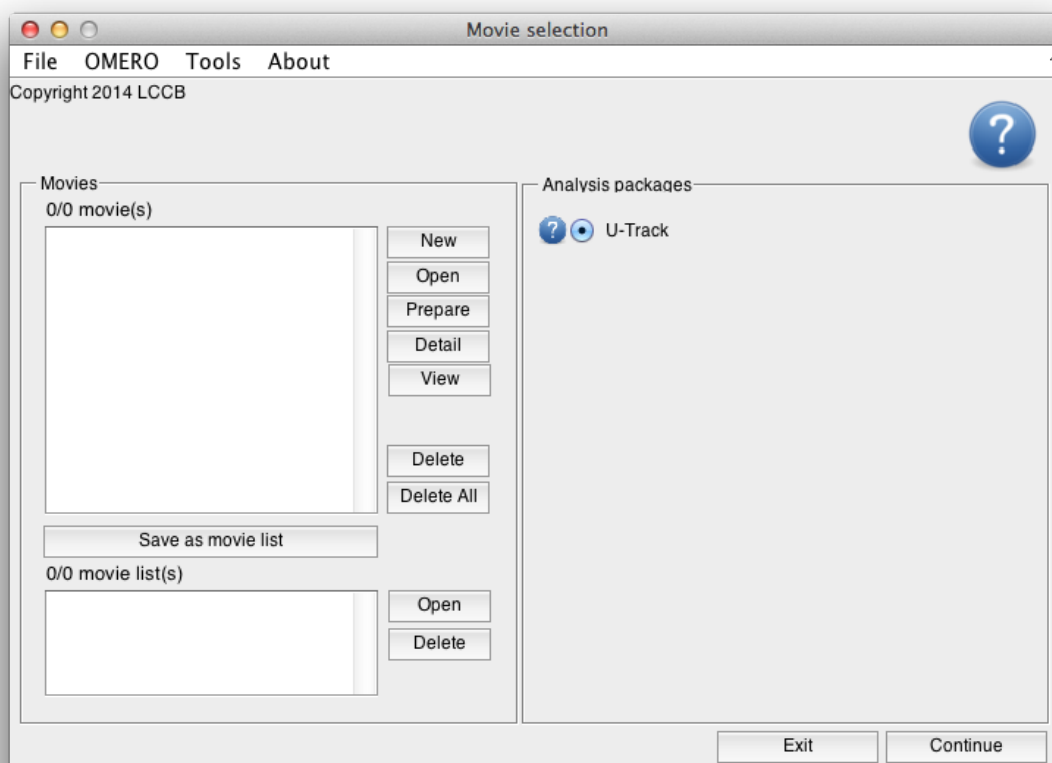 Movie selection
File OMERO Tools About
Copyright 2014 LCCB
?
Movies
0/0 movie(s)
New
Open
Prepare
Detail
View
Delete
Delete All
Save as movie list
0/0 movie list(s)
Open
Delete
Analysis packages
? U-Track
Exit Continue